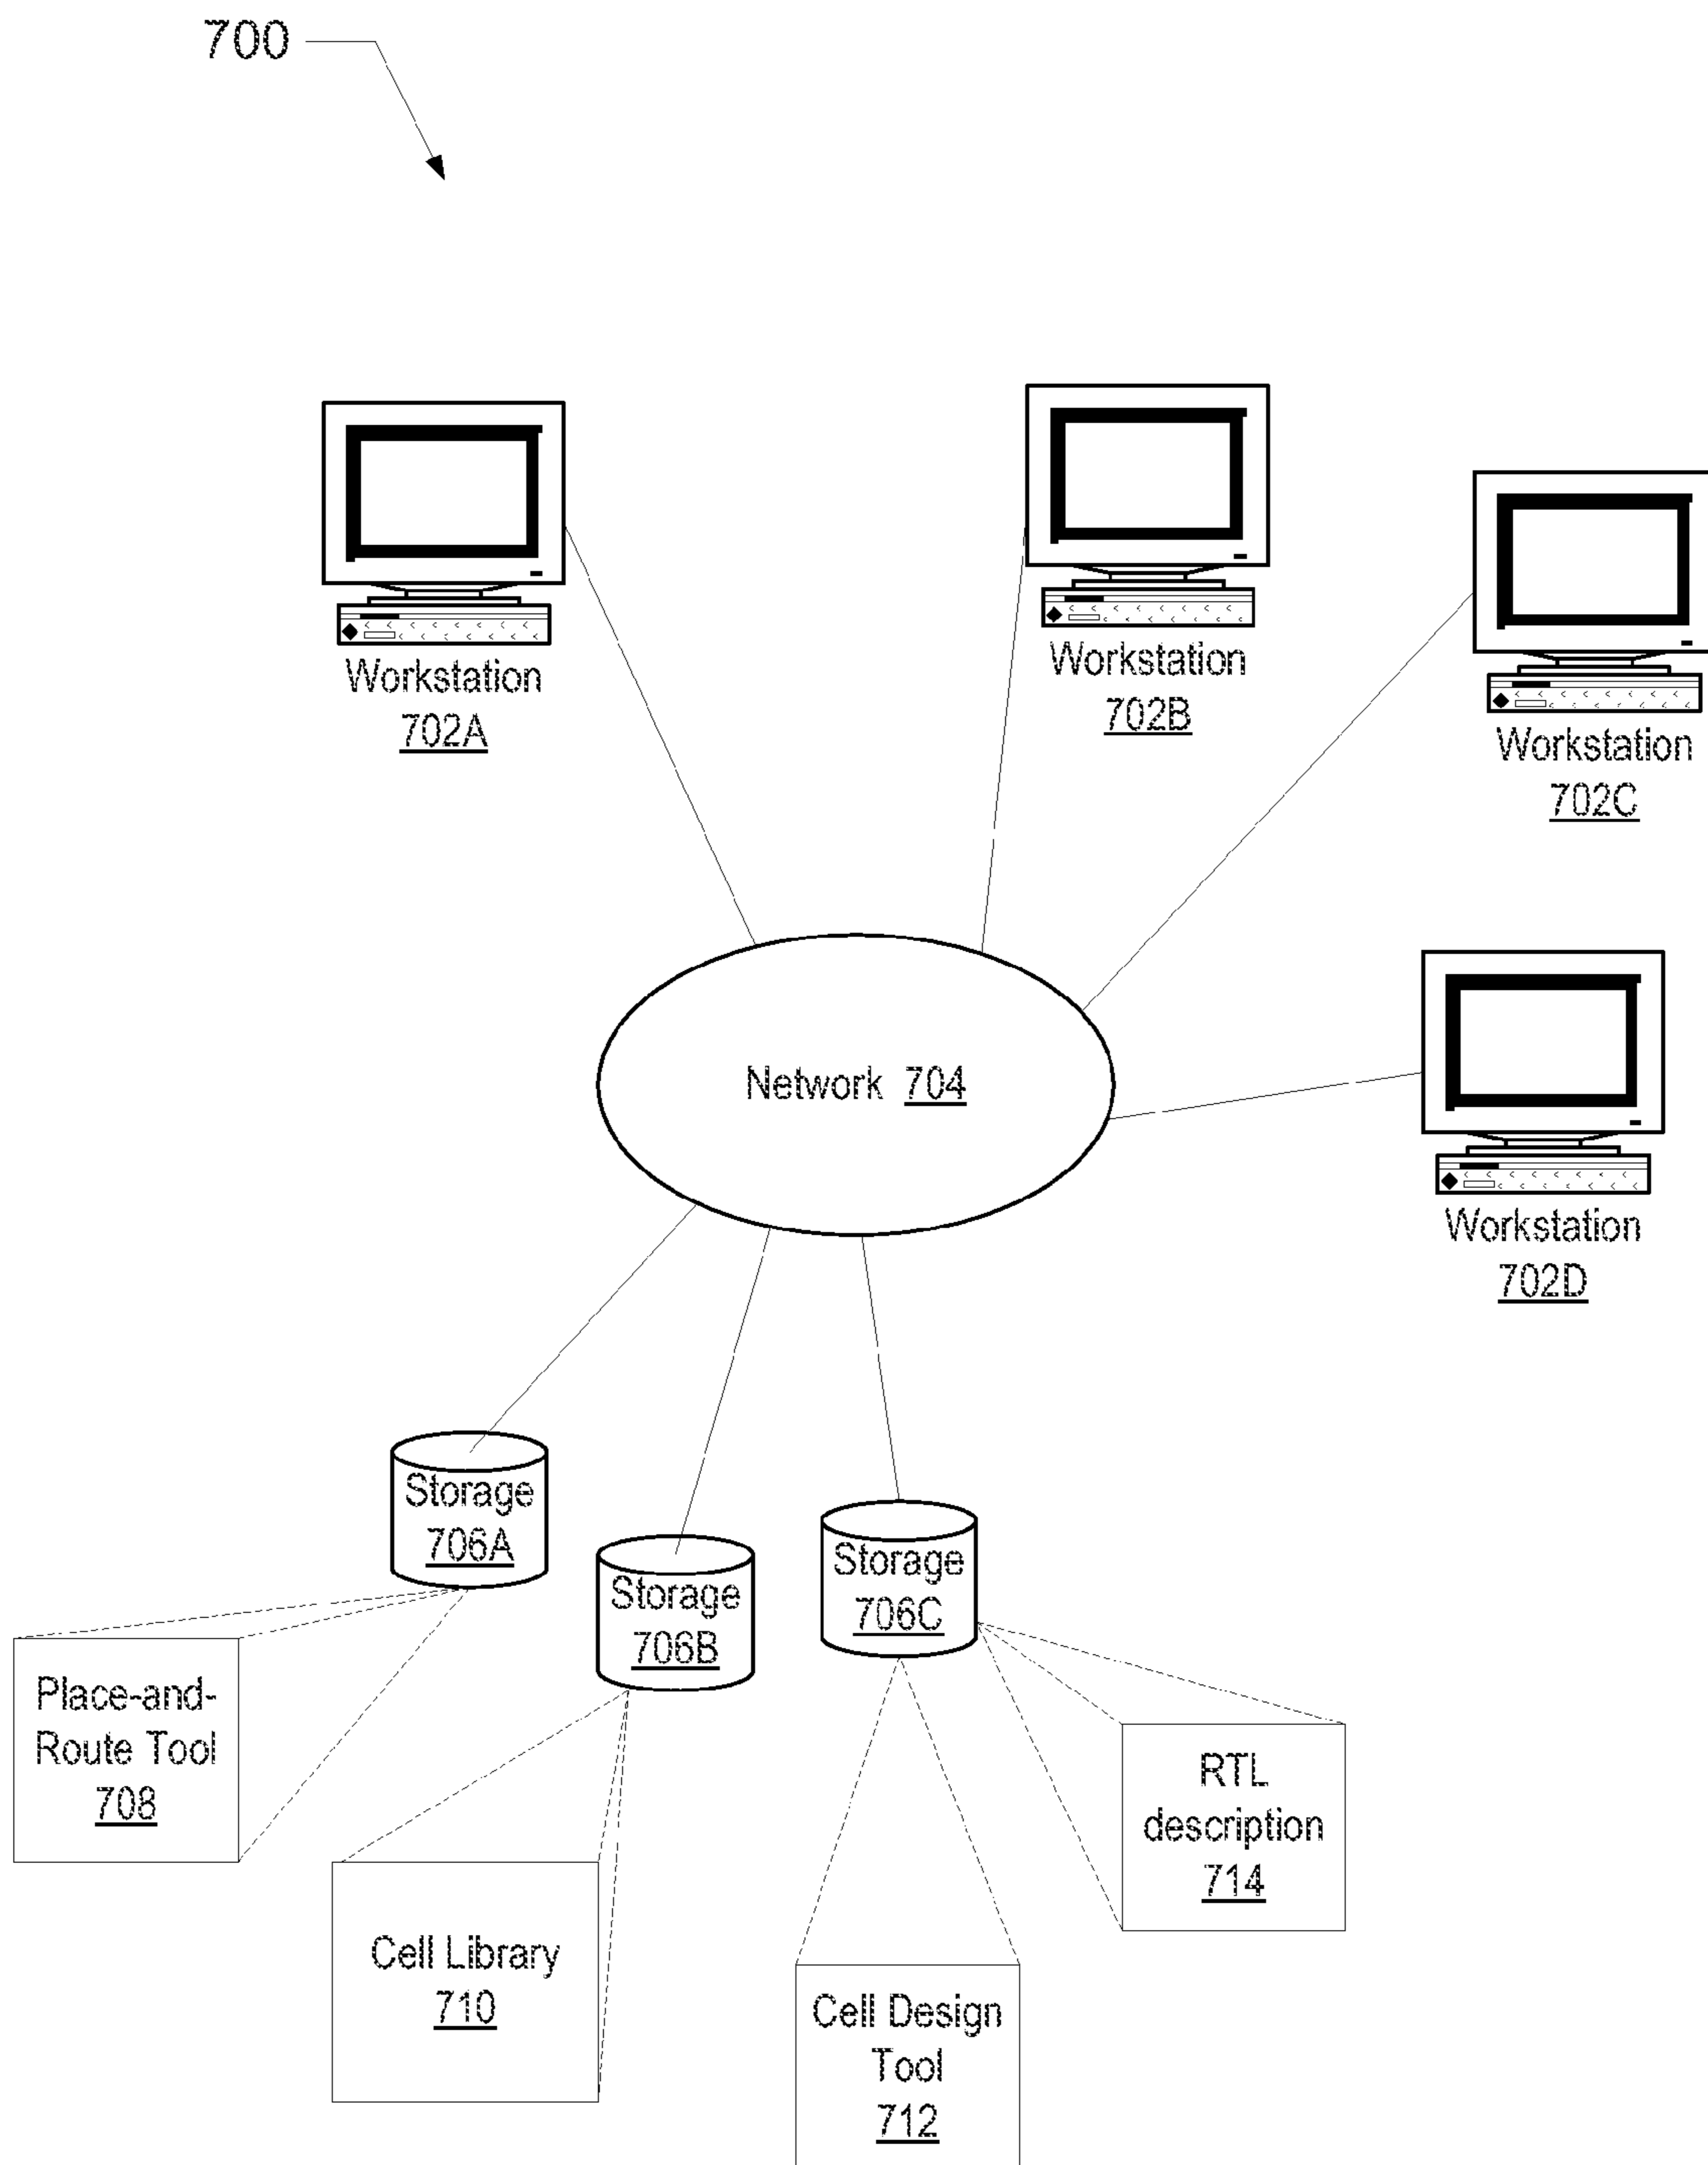 700
Workstation
702A
Workstation
702B
Workstation
702C
Network 704
Workstation
702D
Storage
706A
Storage
706B
Storage
706C
Place-and-
Route Tool
708
Cell Library
710
Cell Design
Tool
712
RTL
description
714